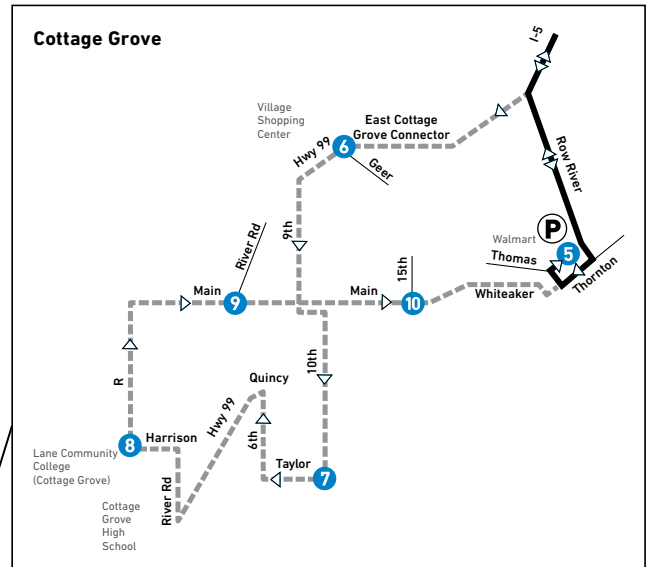 Cottage Grove
I-5
Village
Shopping
Center
East Cottage
Grove Connector
6
Hwy 99
Geer
Row River
9th
River Rd
P
Walmart
5
Thomas
Thornton
15th
Main
9
Main
10
Whiteaker
10th
Quincy
R
Hwy 99
6th
8
Harrison
Lane Community
College
(Cottage Grove)
Taylor
7
River Rd
Cottage
Grove
High
School